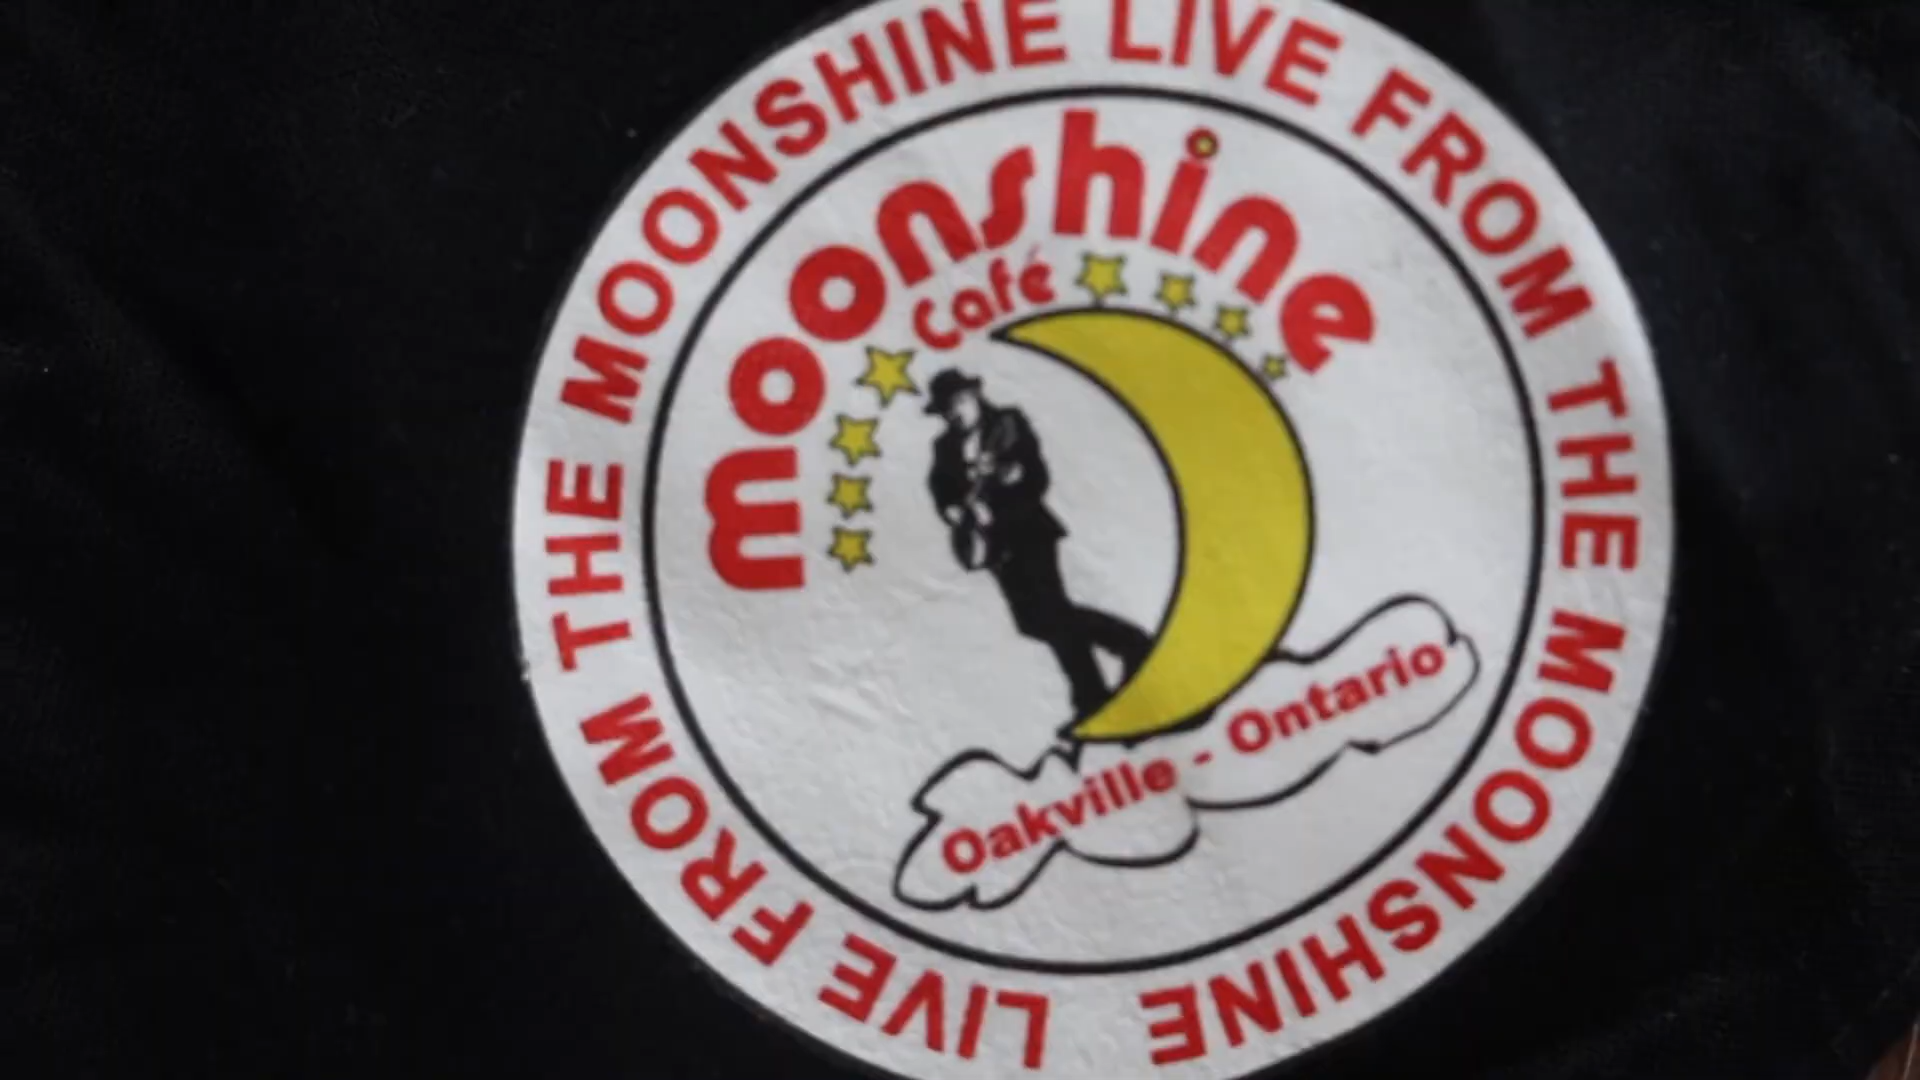 LIVE FROM THE MOONSHINE
LIVE FROM THE MOONSHINE
moonshine
Café
Oakville - Ontario